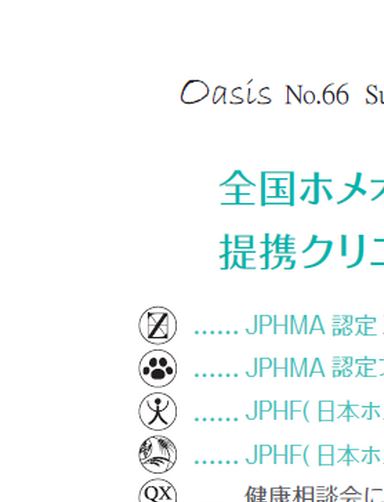 Oasis No.66 Su
全国ホメオ
提携クリニ
Z ...... JPHMA 認定
...... JPHMA 認定
...... JPHF( 日本ホ
...... JPHF( 日本ホ
QX 健康相談会に